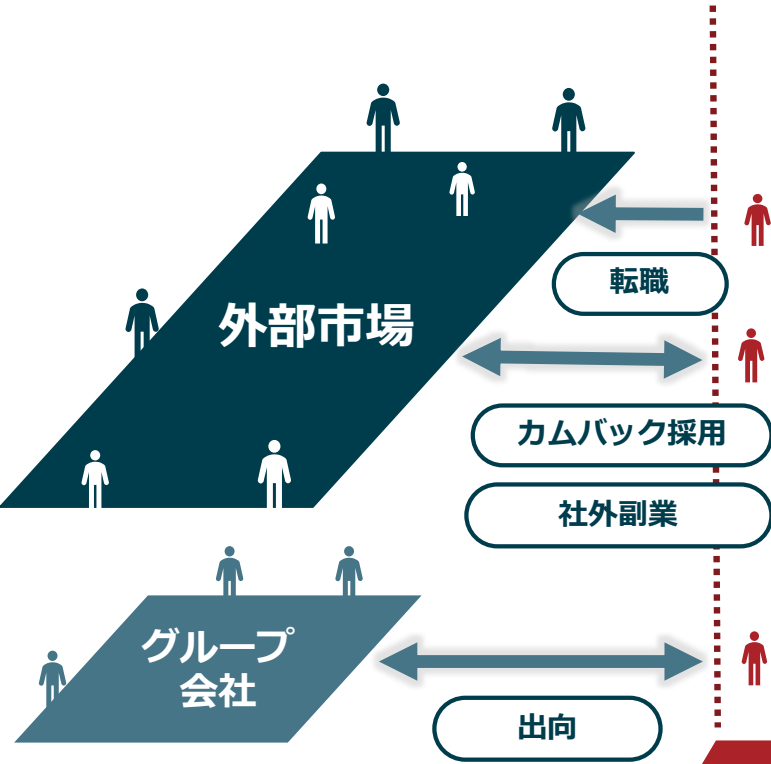 転職
外部市場
カムバック採用
社外副業
グループ
会社
出向